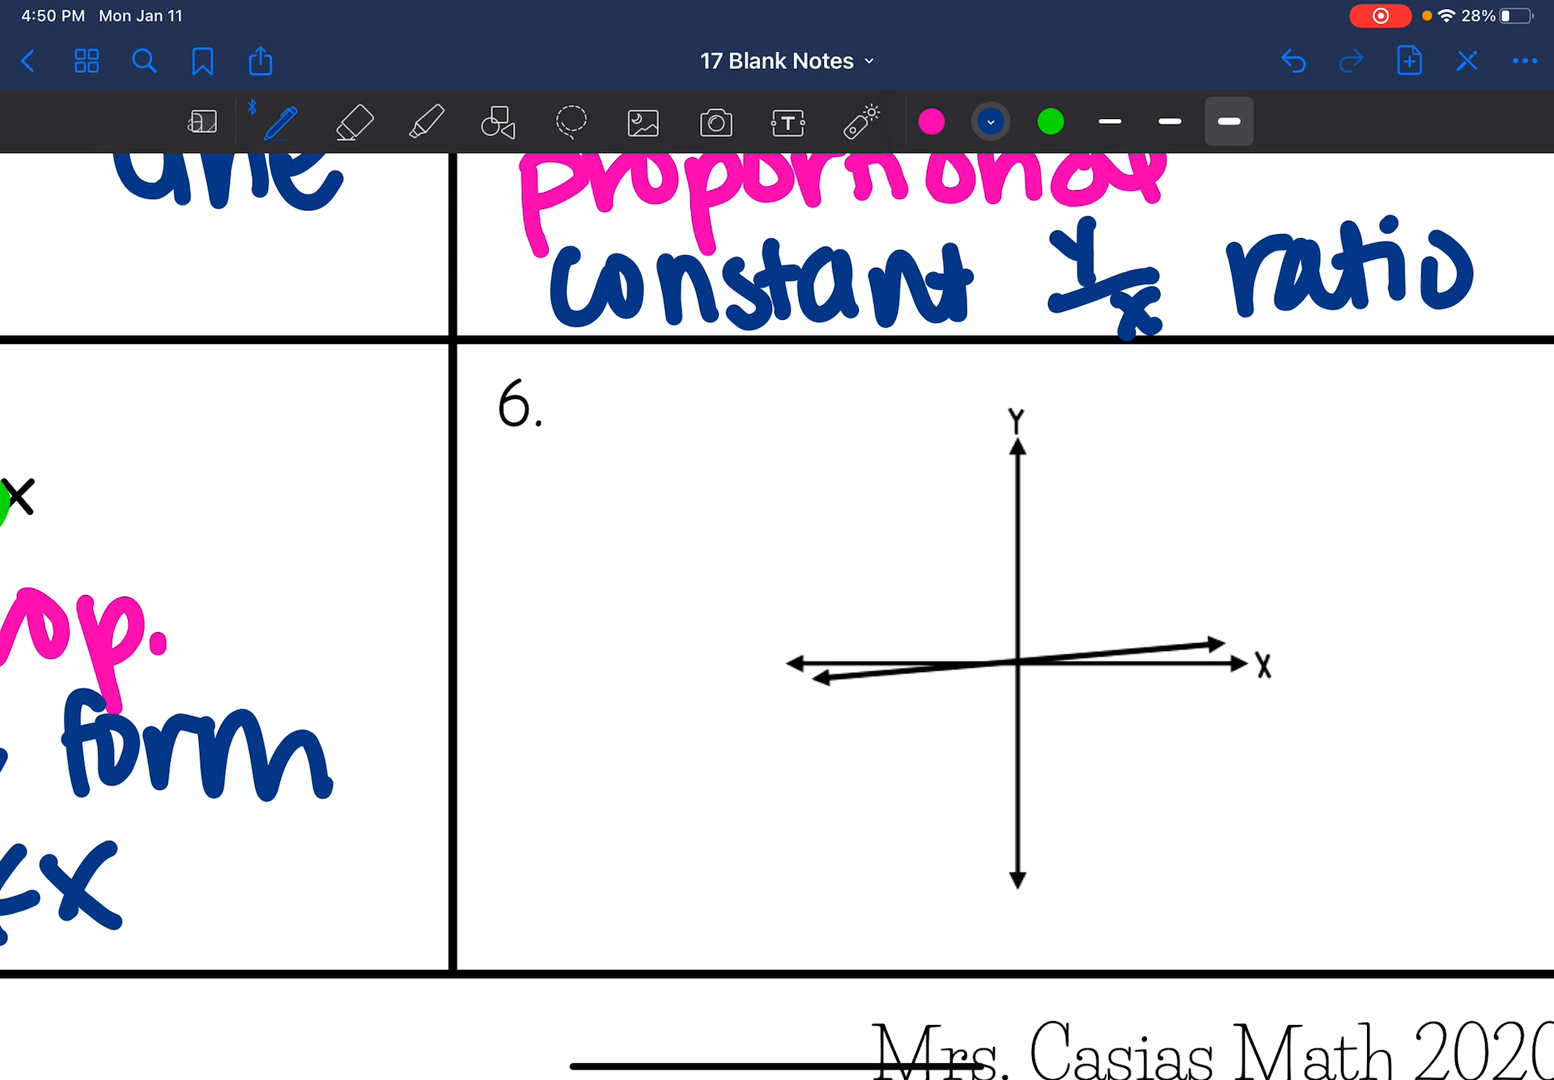 4:50 PM Mon Jan 11
28%
17 Blank Notes
T
proportional
constant y/x ratio
6.
Y
X
x
op.
form
x
Mrs. Casias Math 2020